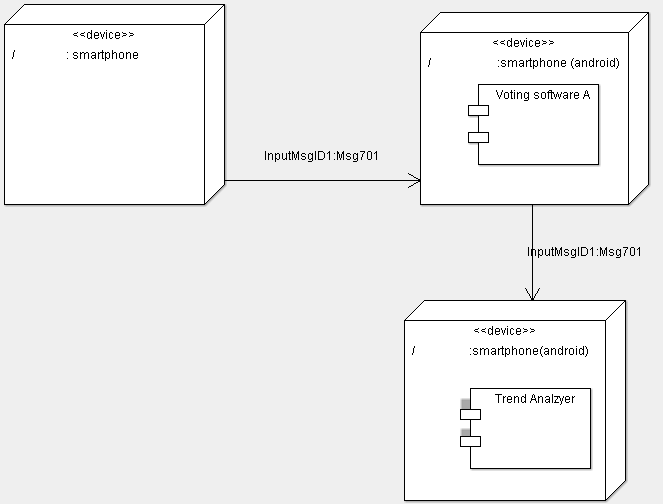 <<device>>
/ : smartphone
<<device>>
/ :smartphone (android)
Voting software A
InputMsgID1:Msg701
InputMsgID1:Msg701
<<device>>
/ :smartphone(android)
Trend Analzyer